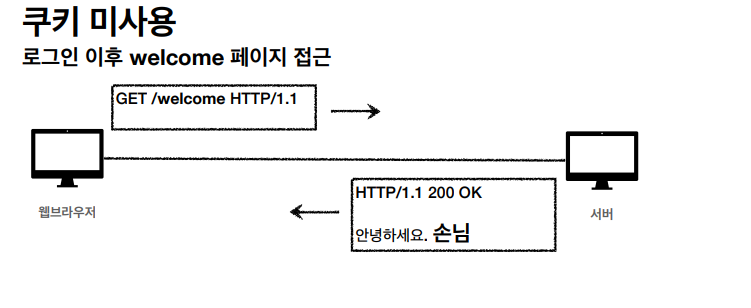 쿠키 미사용
로그인 이후 welcome 페이지 접근
GET /welcome HTTP/1.1
웹브라우저
HTTP/1.1 200 OK
안녕하세요. 손님
서버